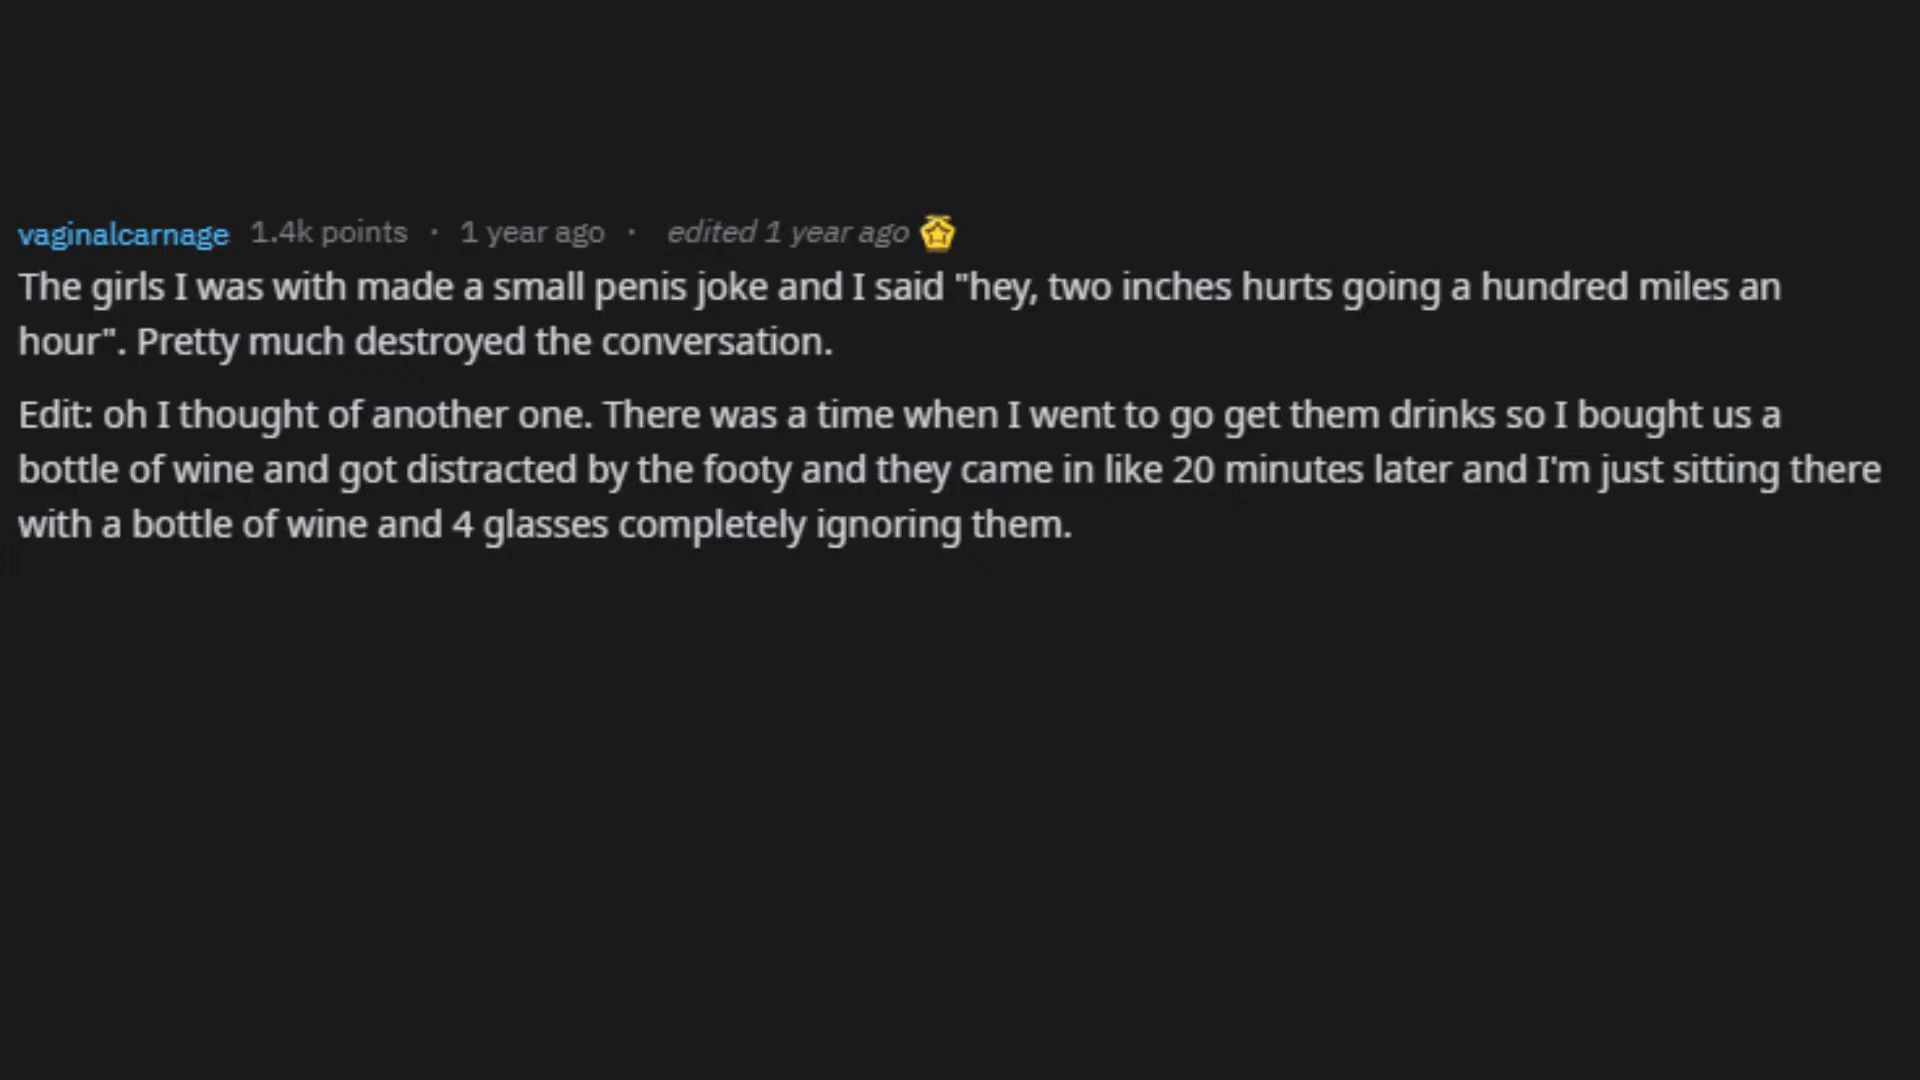 vaginalcarnage 1.4k points · 1 year ago · edited 1 year ago
The girls I was with made a small penis joke and I said "hey, two inches hurts going a hundred miles an
hour". Pretty much destroyed the conversation.
Edit: oh I thought of another one. There was a time when I went to go get them drinks so I bought us a
bottle of wine and got distracted by the footy and they came in like 20 minutes later and I'm just sitting there
with a bottle of wine and 4 glasses completely ignoring them.